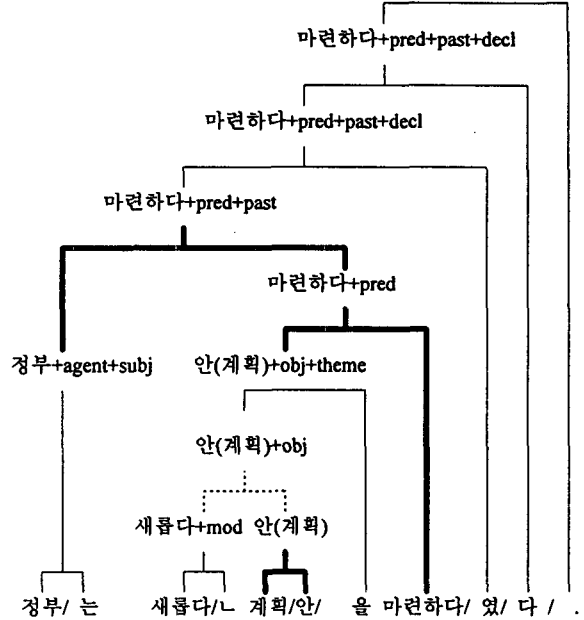 마련하다+pred+past+decl
마련하다+pred+past+decl
마련하다+pred+past
마련하다+pred
정부+agent+subj 안(계획)+obj+theme
안(계획)+obj
새롭다+mod 안(계획)
정부/ 는 새롭다/ㄴ 계획/안/ 을 마련하다/ 였/ 다 / .